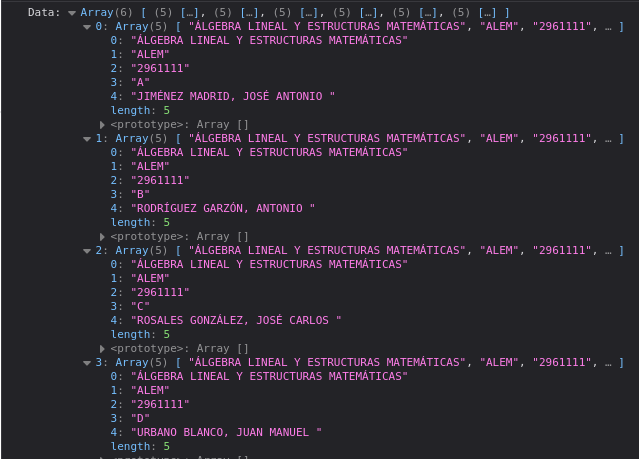 Data: Array(6) [ (5) […], (5) […], (5) […], (5) […], (5) […], (5) […] ]
0: Array(5) [ "ÁLGEBRA LINEAL Y ESTRUCTURAS MATEMÁTICAS", "ALEM", "2961111", … ]
0: "ÁLGEBRA LINEAL Y ESTRUCTURAS MATEMÁTICAS"
1: "ALEM"
2: "2961111"
3: "A"
4: "JIMÉNEZ MADRID, JOSÉ ANTONIO "
length: 5
<prototype>: Array []
1: Array(5) [ "ÁLGEBRA LINEAL Y ESTRUCTURAS MATEMÁTICAS", "ALEM", "2961111", … ]
0: "ÁLGEBRA LINEAL Y ESTRUCTURAS MATEMÁTICAS"
1: "ALEM"
2: "2961111"
3: "B"
4: "RODRÍGUEZ GARZÓN, ANTONIO "
length: 5
<prototype>: Array []
2: Array(5) [ "ÁLGEBRA LINEAL Y ESTRUCTURAS MATEMÁTICAS", "ALEM", "2961111", … ]
0: "ÁLGEBRA LINEAL Y ESTRUCTURAS MATEMÁTICAS"
1: "ALEM"
2: "2961111"
3: "C"
4: "ROSALES GONZÁLEZ, JOSÉ CARLOS "
length: 5
<prototype>: Array []
3: Array(5) [ "ÁLGEBRA LINEAL Y ESTRUCTURAS MATEMÁTICAS", "ALEM", "2961111", … ]
0: "ÁLGEBRA LINEAL Y ESTRUCTURAS MATEMÁTICAS"
1: "ALEM"
2: "2961111"
3: "D"
4: "URBANO BLANCO, JUAN MANUEL "
length: 5